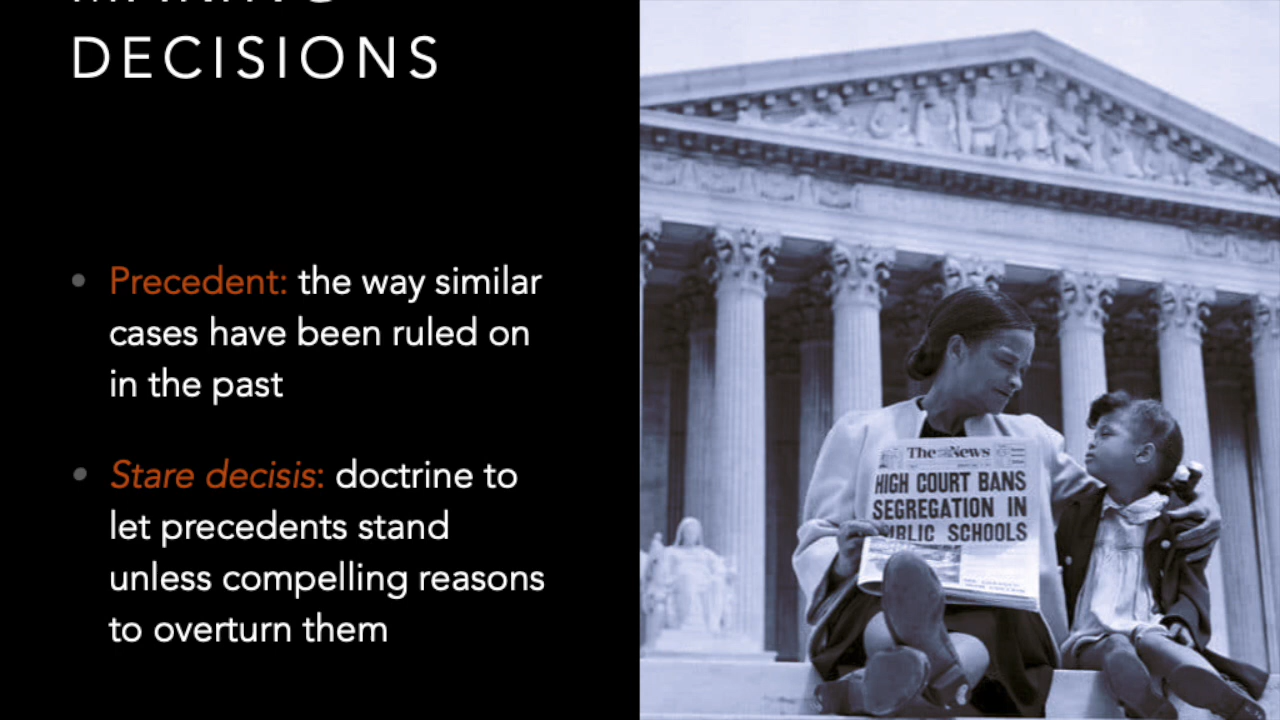 DECISIONS
• Precedent: the way similar
cases have been ruled on
in the past
• Stare decisis: doctrine to
let precedents stand
unless compelling reasons
to overturn them
The News
HIGH COURT BANS
SEGREGATION IN
PUBLIC SCHOOLS